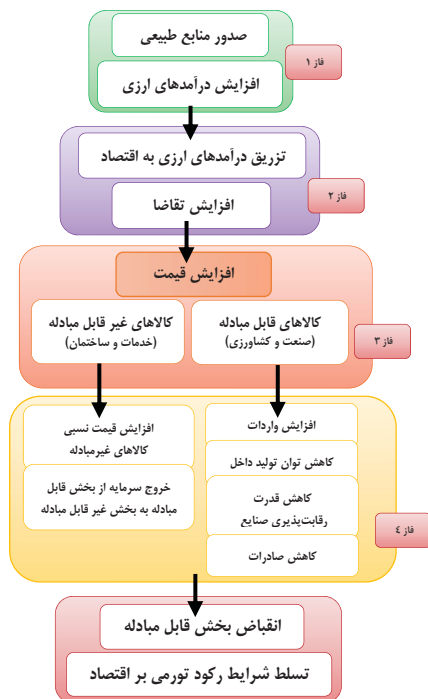 صدور منابع طبیعی
افزایش درآمدهای ارزی
فاز ۱
تزریق درآمدهای ارزی به اقتصاد
افزایش تقاضا
فاز ۲
افزایش قیمت
کالاهای قابل مبادله
(صنعت و کشاورزی)
کالاهای غیر قابل مبادله
(خدمات و ساختمان)
فاز ۳
افزایش واردات
کاهش توان تولید داخل
کاهش قدرت
رقابت‌پذیری صنایع
کاهش صادرات
افزایش قیمت نسبی
کالاهای غیرمبادله
خروج سرمایه از بخش قابل
مبادله به بخش غیر قابل مبادله
فاز ٤
انقباض بخش قابل مبادله
تسلط شرایط رکود تورمی بر اقتصاد